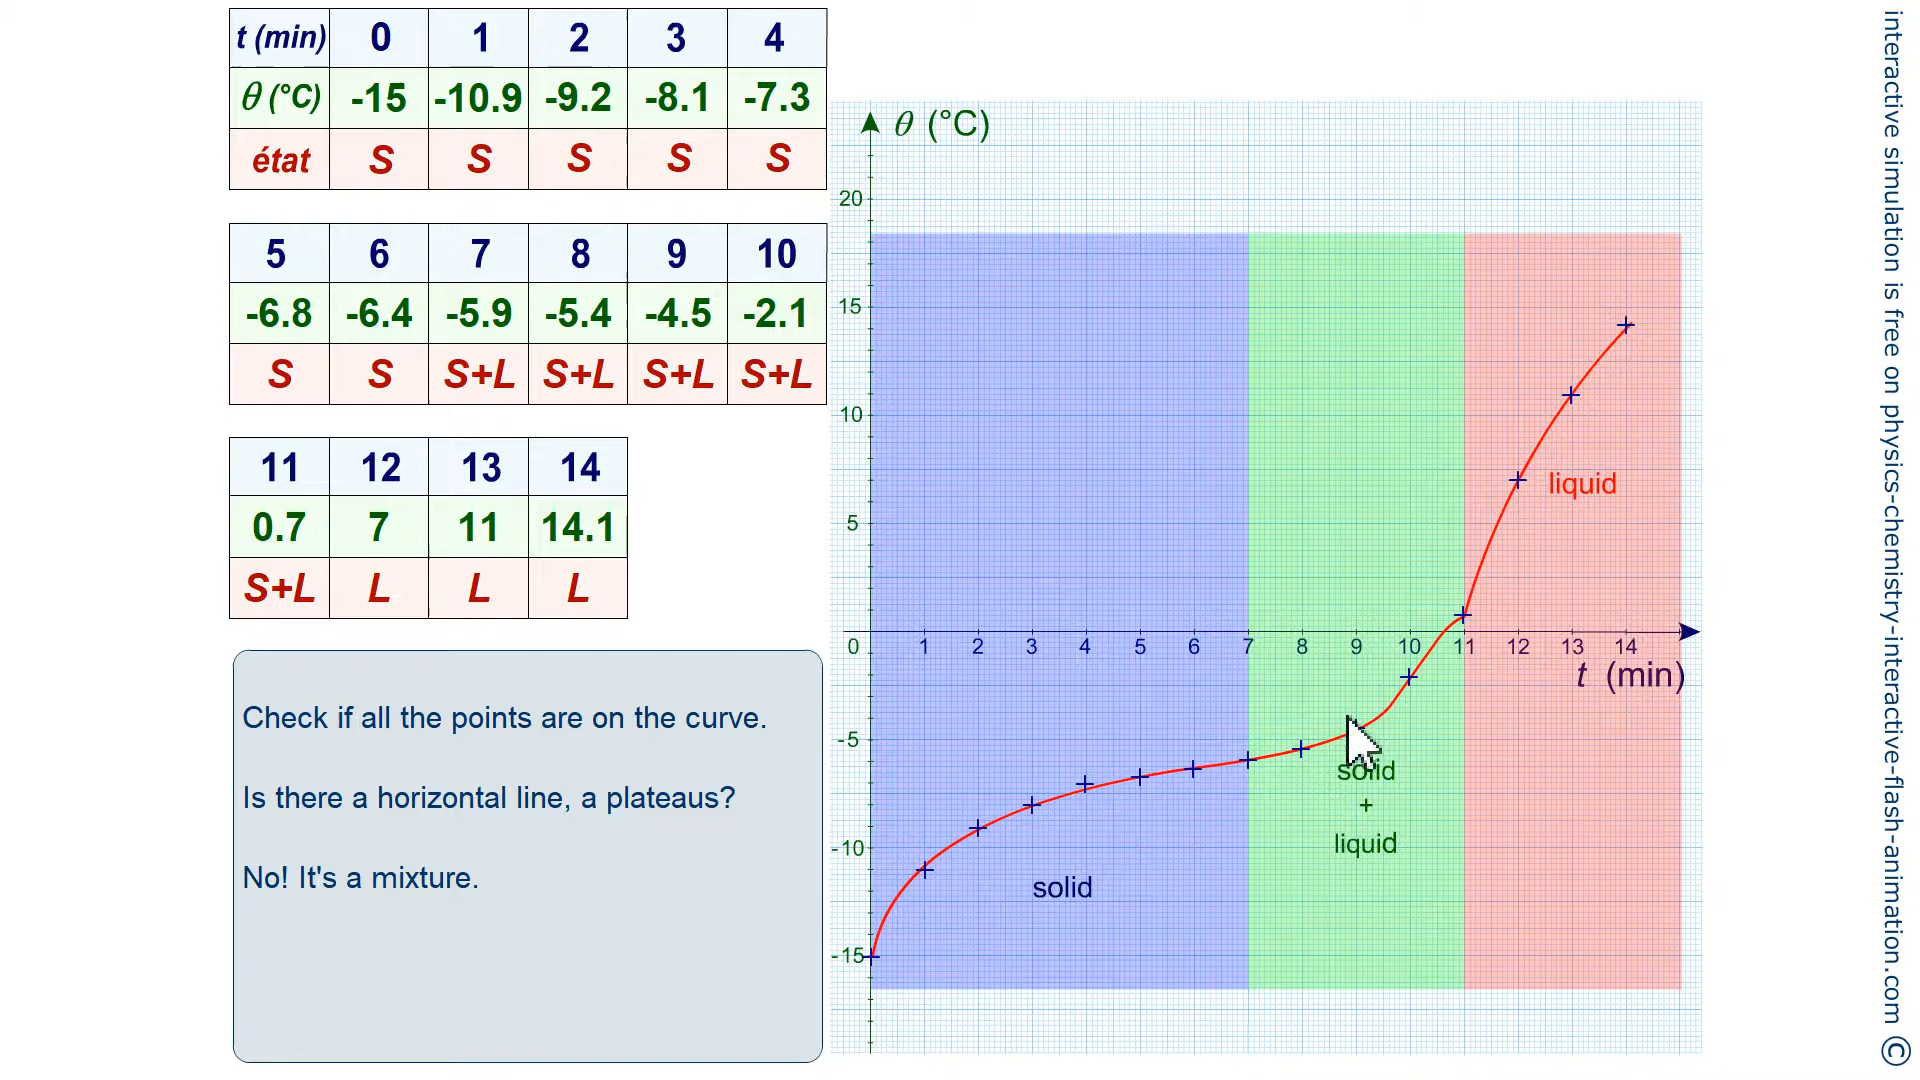 t (min) 0 1 2 3 4
θ (°C) -15 -10.9 -9.2 -8.1 -7.3
état S S S S S
5 6 7 8 9 10
-6.8 -6.4 -5.9 -5.4 -4.5 -2.1
S S S+L S+L S+L S+L
11 12 13 14
0.7 7 11 14.1
S+L L L L
Check if all the points are on the curve.
Is there a horizontal line, a plateaus?
No! It's a mixture.
θ (°C)
20
15
10
5
0
-5
-10
-15
1 2 3 4 5 6 7 8 9 10 11 12 13 14
t (min)
solid
solid
+
liquid
liquid
interactive simulation is free on physics-chemistry-interactive-flash-animation.com ©